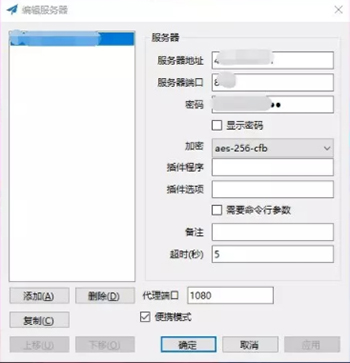 编辑服务器
服务器
服务器地址 4
服务器端口 8
密码
显示密码
加密 aes-256-cfb
插件程序
插件选项
需要命令行参数
备注
超时(秒) 5
添加(A) 删除(D) 代理端口 1080
复制(C) 便携模式
上移(U) 下移(O) 确定 取消 应用